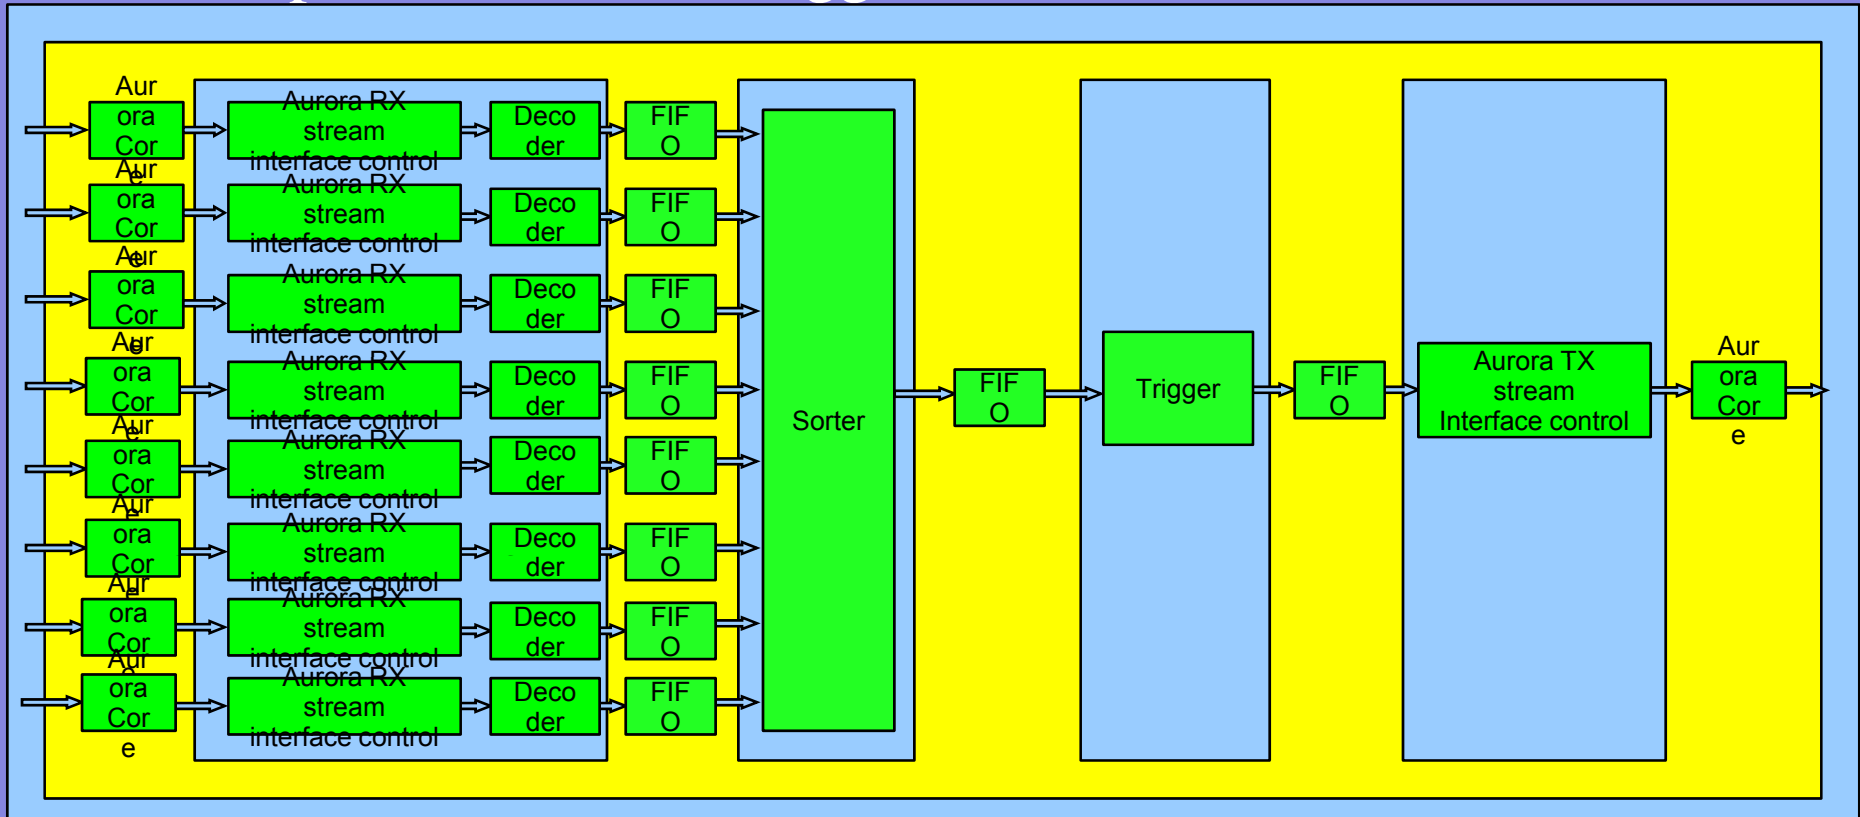 Aur
ora
Cor
e
Aurora RX
stream
interface control
Deco
der
FIF
O
Aur
ora
Cor
e
Aurora RX
stream
interface control
Deco
der
FIF
O
Aur
ora
Cor
e
Aurora RX
stream
interface control
Deco
der
FIF
O
Aur
ora
Cor
e
Aurora RX
stream
interface control
Deco
der
FIF
O
Aur
ora
Cor
e
Aurora RX
stream
interface control
Deco
der
FIF
O
Aur
ora
Cor
e
Aurora RX
stream
interface control
Deco
der
FIF
O
Aur
ora
Cor
e
Aurora RX
stream
interface control
Deco
der
FIF
O
Aur
ora
Cor
e
Aurora RX
stream
interface control
Deco
der
FIF
O
Sorter
FIF
O
Trigger
FIF
O
Aurora TX
stream
Interface control
Aur
ora
Cor
e